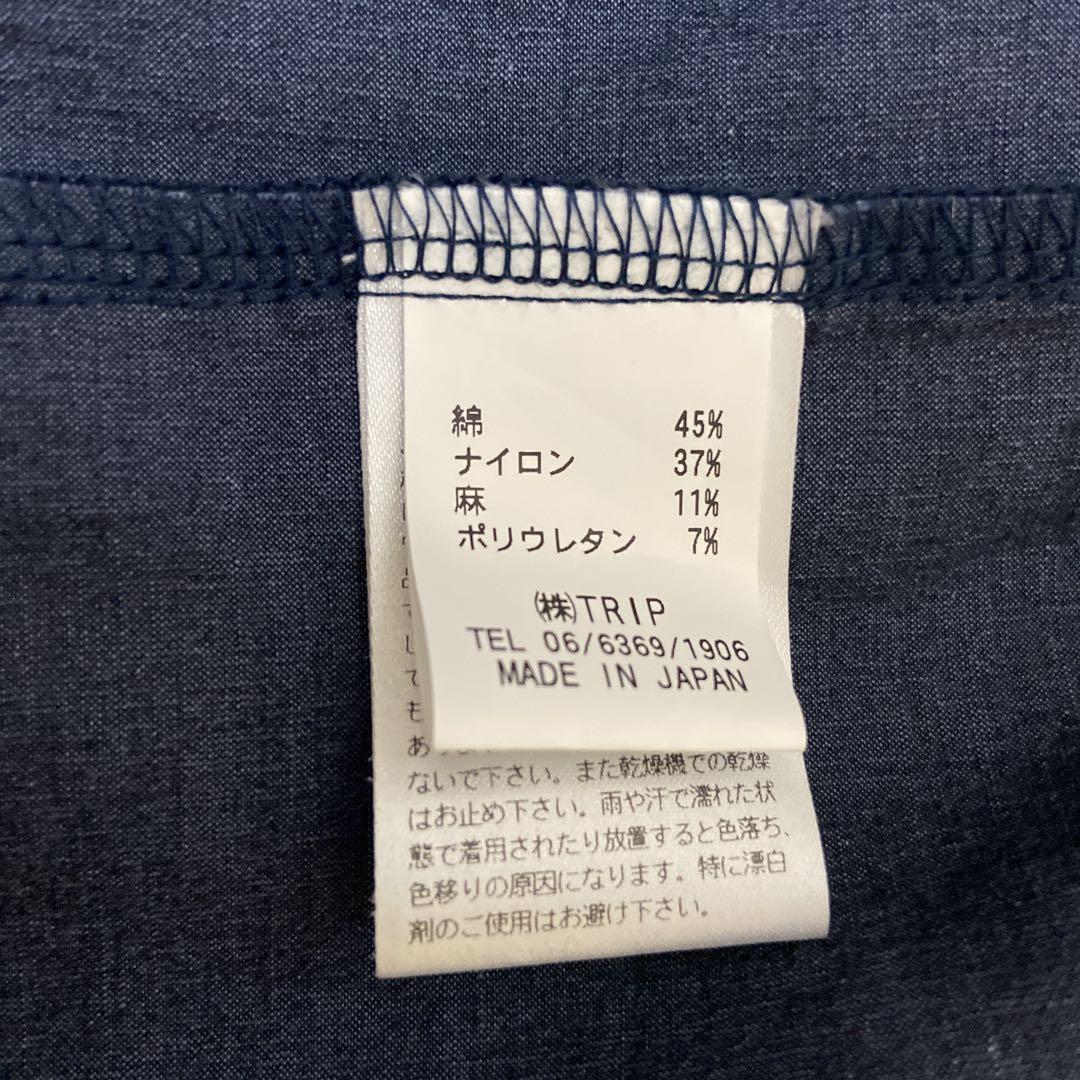 綿 45%
ナイロン 37%
麻 11%
ポリウレタン 7%
㈱TRIP
TEL 06/6369/1906
MADE IN JAPAN
ないで下さい。また乾燥機での乾燥
はお止め下さい。雨や汗で濡れた状
態で着用されたり放置すると色落ち、
色移りの原因になります。特に漂白
剤のご使用はお避け下さい。